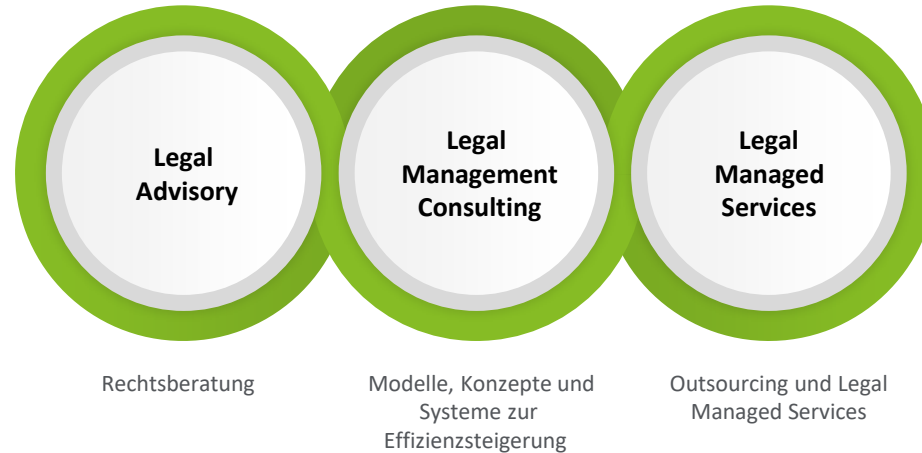 Legal
Advisory
Legal
Management
Consulting
Legal
Managed
Services
Rechtsberatung
Modelle, Konzepte und
Systeme zur
Effizienzsteigerung
Outsourcing und Legal
Managed Services